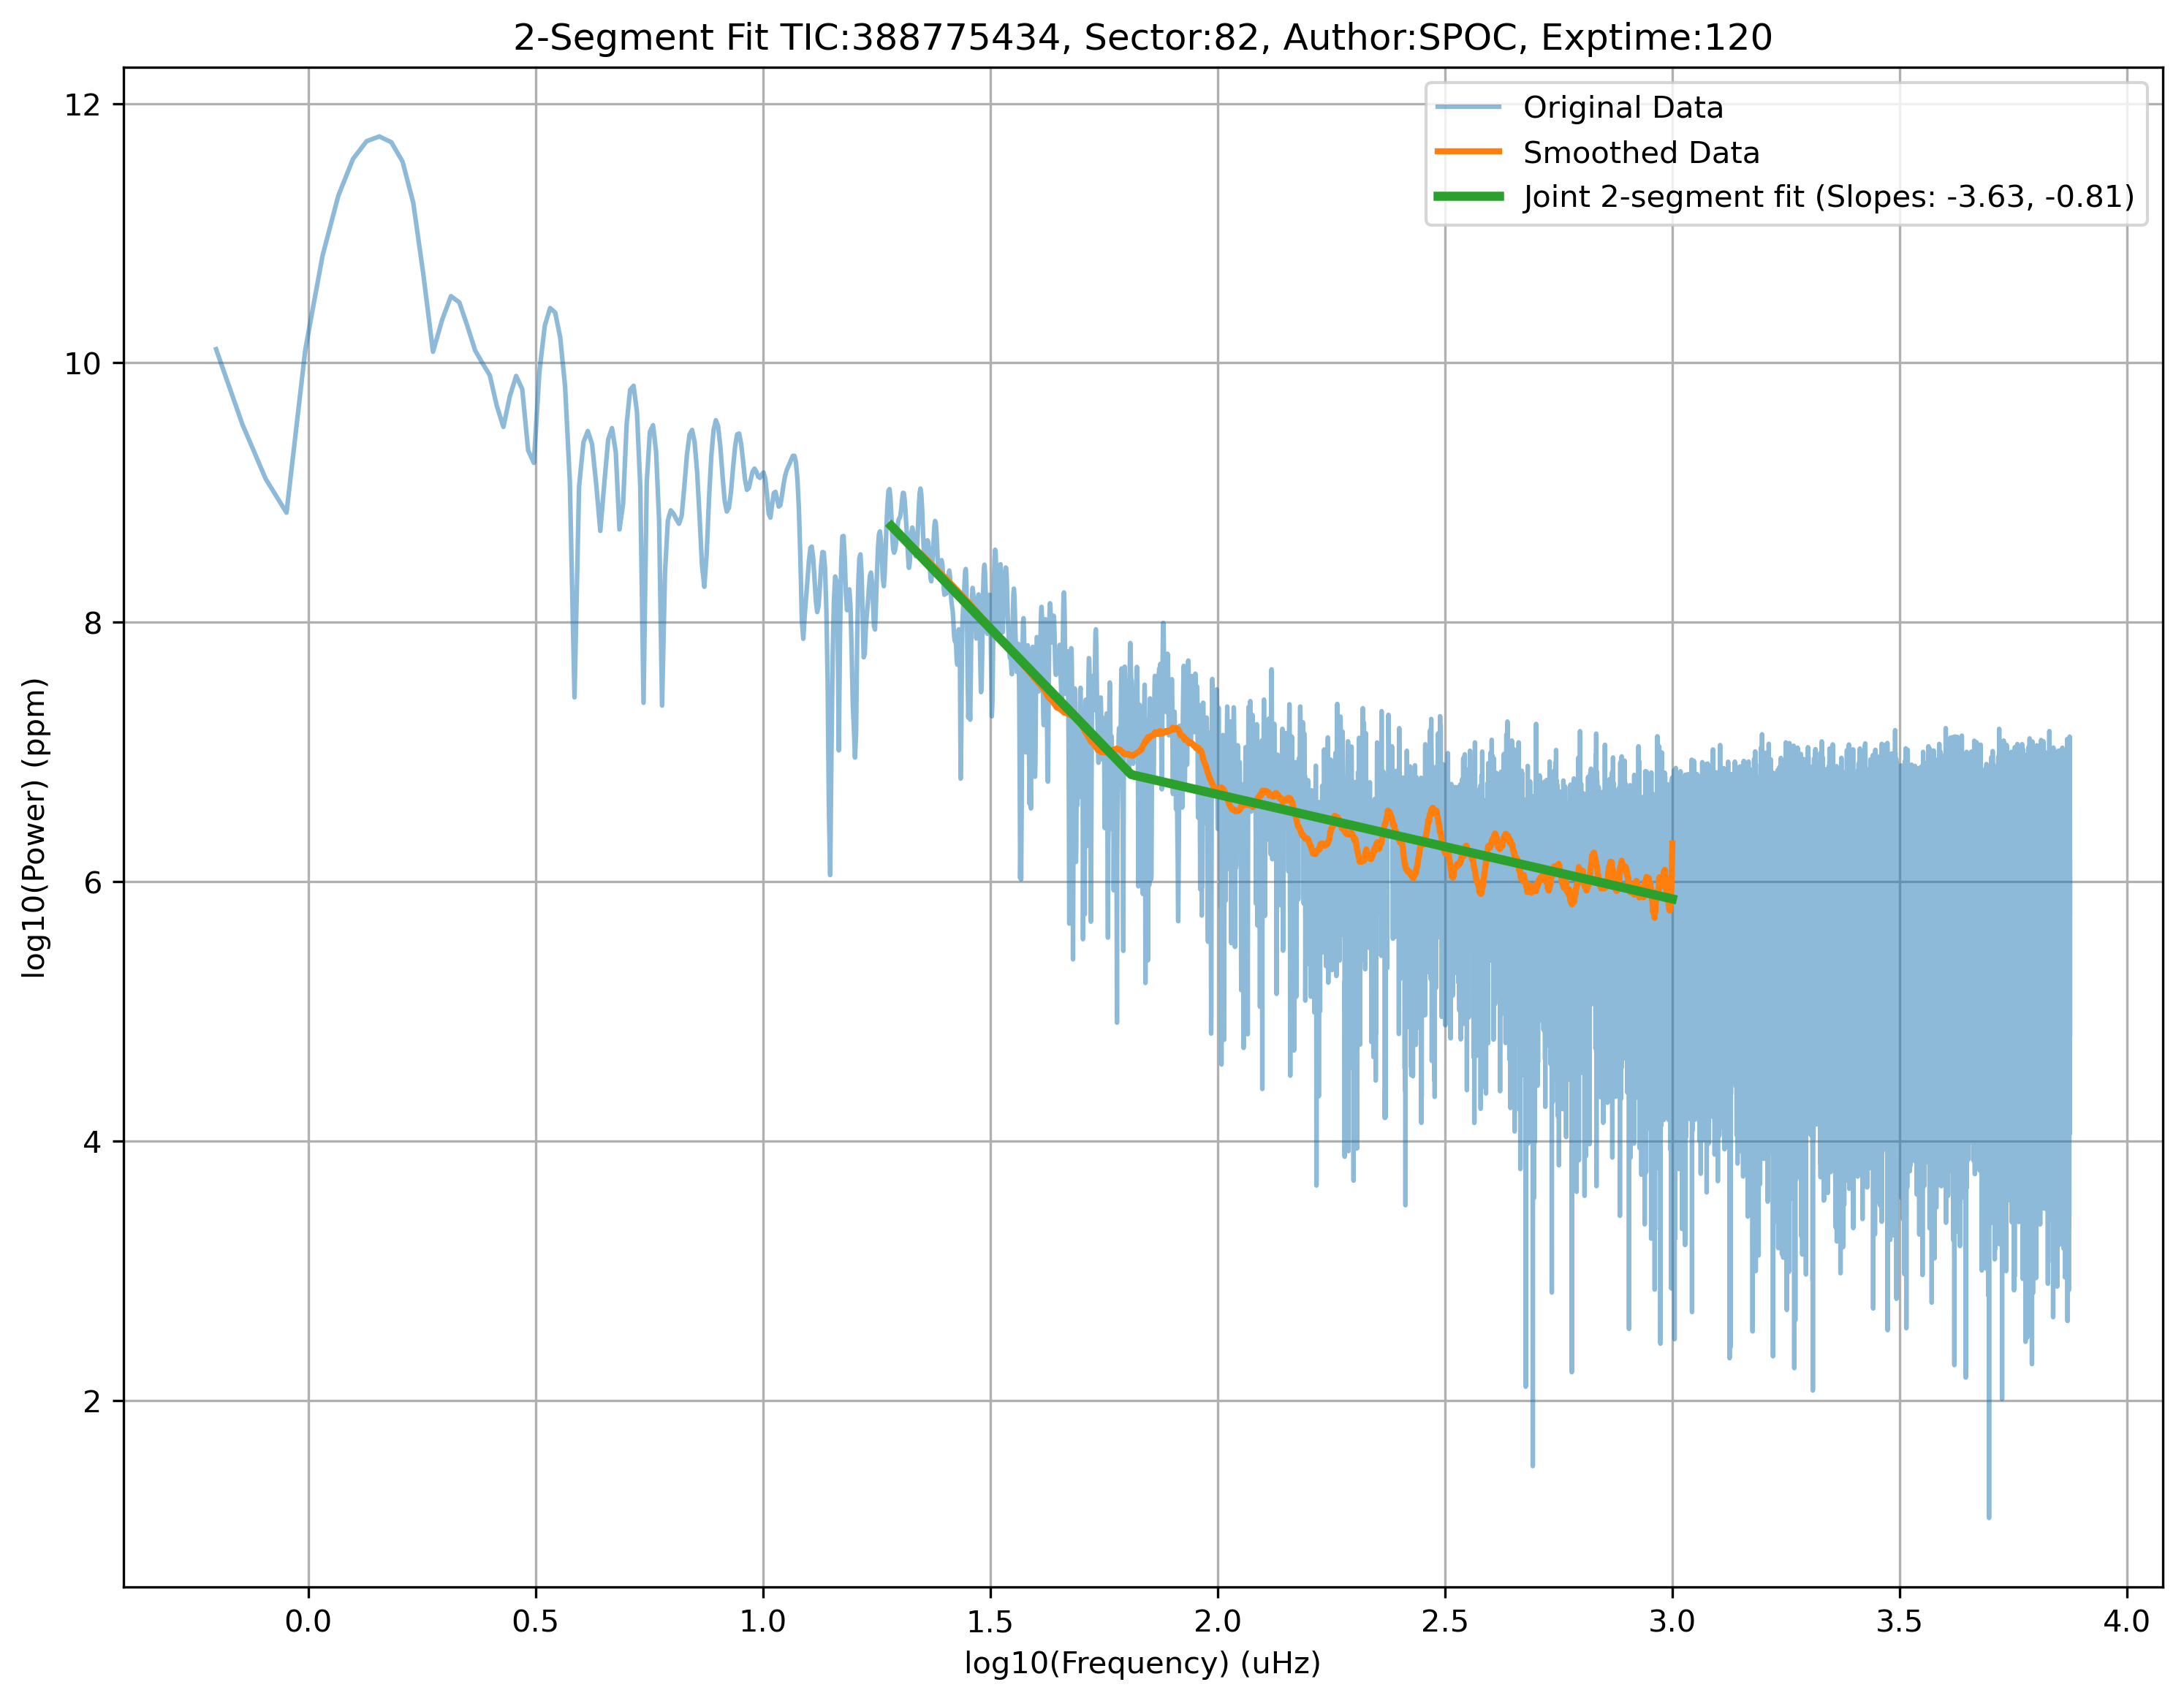 2-Segment Fit TIC:388775434, Sector:82, Author:SPOC, Exptime:120
Original Data
Smoothed Data
Joint 2-segment fit (Slopes: -3.63, -0.81)
log10(Power) (ppm)
12
10
8
6
4
2
0.0 0.5 1.0 1.5 2.0 2.5 3.0 3.5 4.0
log10(Frequency) (uHz)